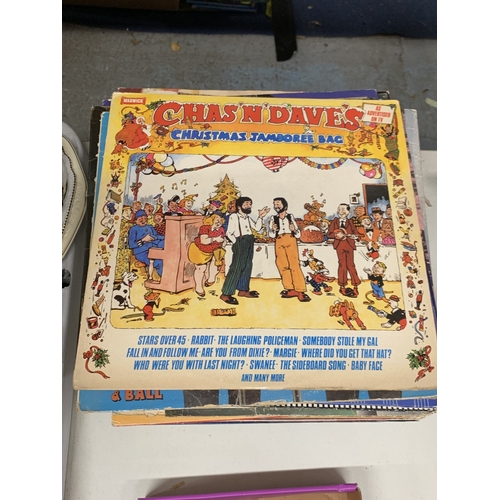 WARWICK
CHAS'N'DAVE'S
CHRISTMAS JAMBOREE BAG
AS
ADVERTISED
ON TV
STARS OVER 45 · RABBIT · THE LAUGHING POLICEMAN · SOMEBODY STOLE MY GAL
FALL IN AND FOLLOW ME · ARE YOU FROM DIXIE? · MARGIE · WHERE DID YOU GET THAT HAT?
WHO WERE YOU WITH LAST NIGHT? · SWANEE · THE SIDEBOARD SONG · BABY FACE
AND MANY MORE
& BALL